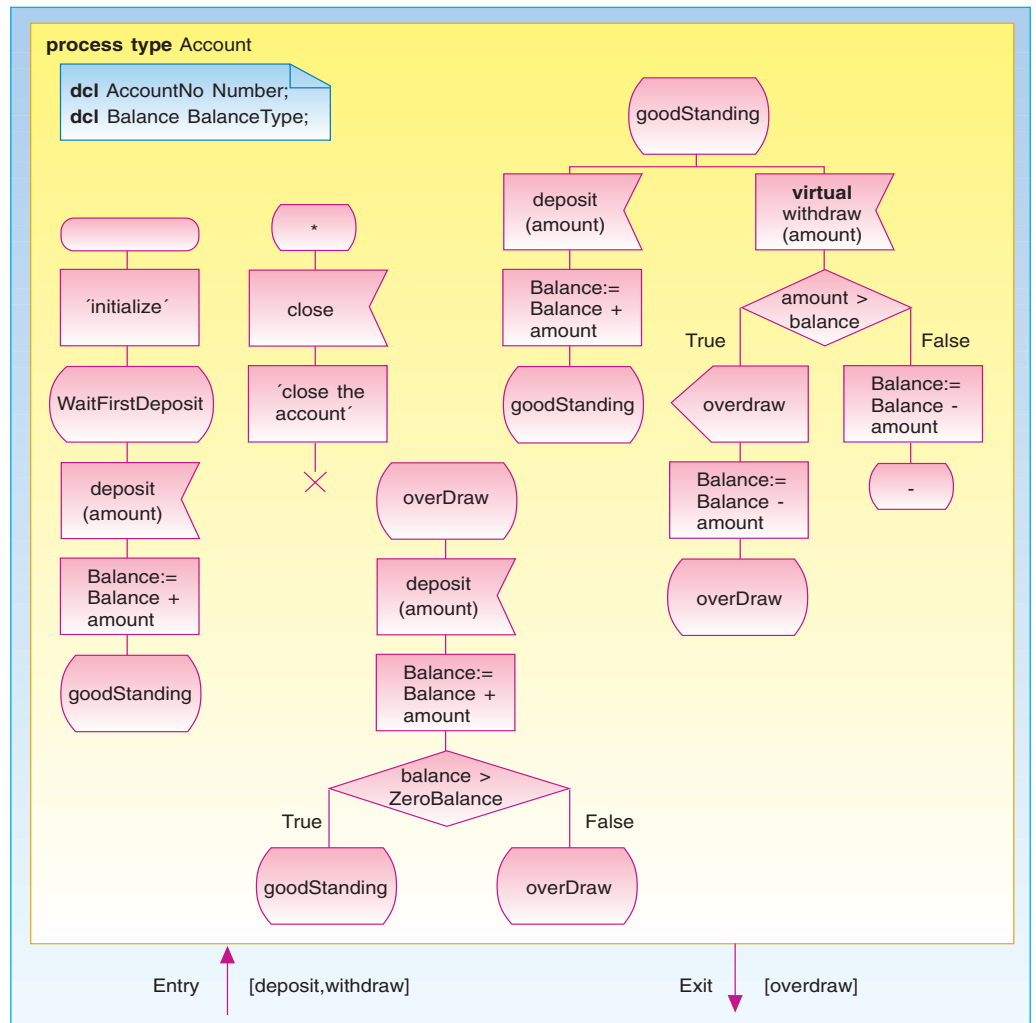 process type Account
dcl AccountNo Number;
dcl Balance BalanceType;
´initialize´
WaitFirstDeposit
deposit
(amount)
Balance:=
Balance +
amount
goodStanding
*
close
´close the
account´
overDraw
deposit
(amount)
Balance:=
Balance +
amount
balance >
ZeroBalance
True
False
goodStanding
overDraw
goodStanding
deposit
(amount)
Balance:=
Balance +
amount
goodStanding
virtual
withdraw
(amount)
amount >
balance
True
False
overdraw
Balance:=
Balance -
amount
overDraw
Balance:=
Balance -
amount
-
Entry
[deposit,withdraw]
Exit
[overdraw]